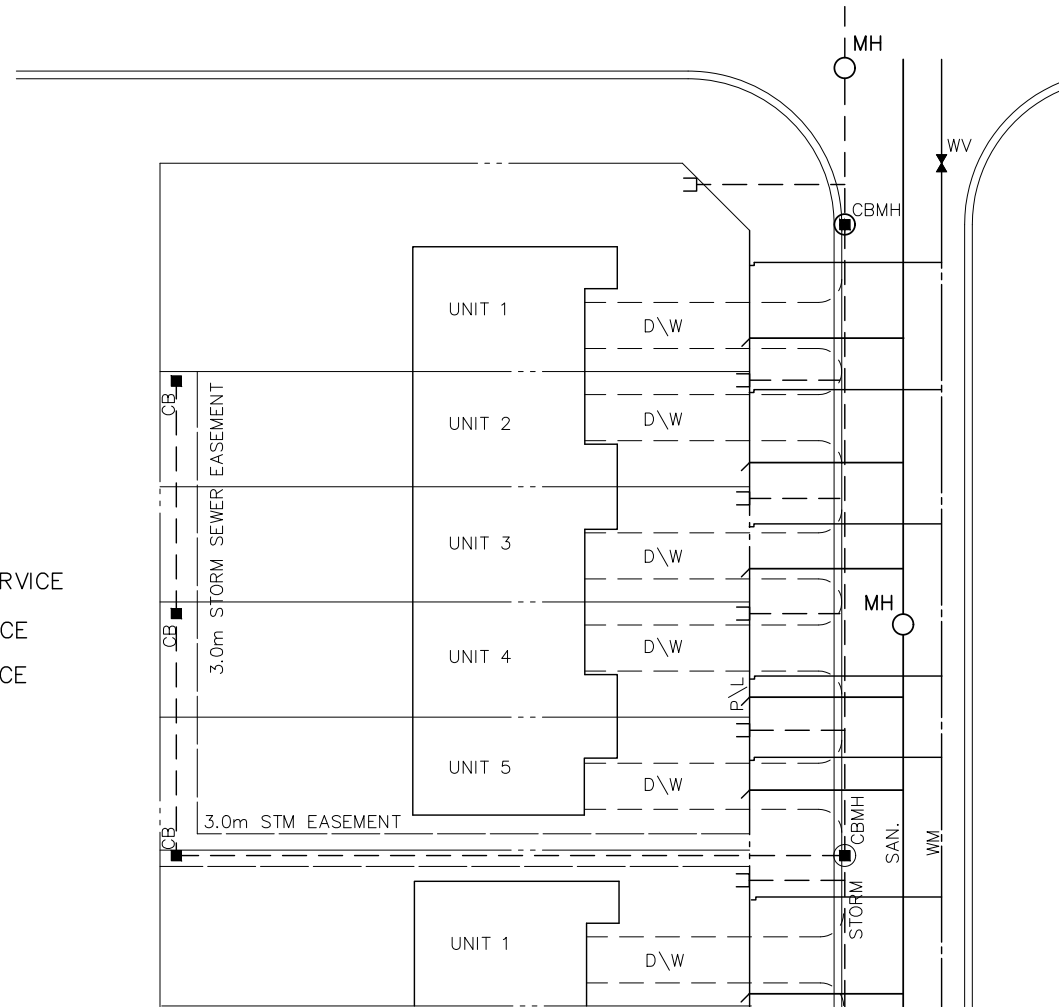 MH
WV
CBMH
UNIT 1
D\W
CB
3.0m STORM SEWER EASEMENT
UNIT 2
D\W
UNIT 3
D\W
RVICE
MH
CE
CB
UNIT 4
D\W
CE
P\L
UNIT 5
D\W
3.0m STM EASEMENT
CB
CBMH
SAN.
WM
STORM
UNIT 1
D\W